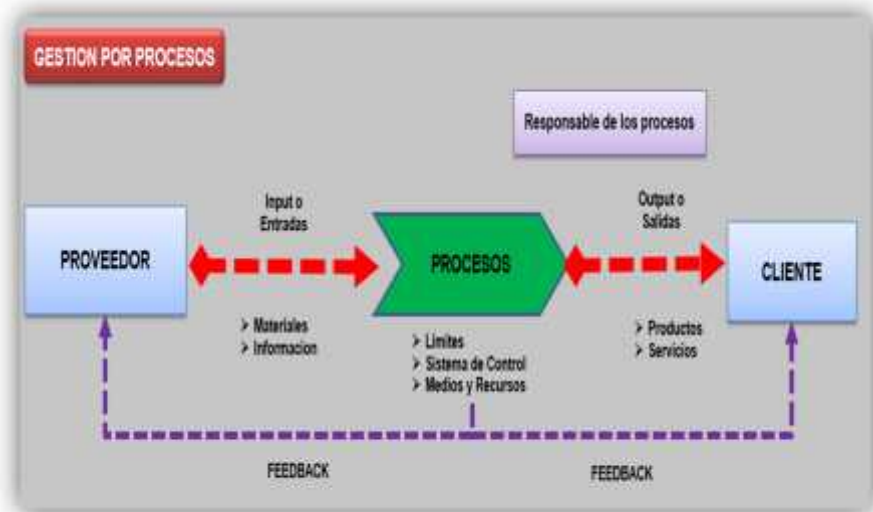 GESTION POR PROCESOS
Responsable de los procesos
Input o
Entradas
Output o
Salidas
PROVEEDOR
PROCESOS
CLIENTE
➢ Materiales
➢ Informacion
➢ Limites
➢ Sistema de Control
➢ Medios y Recursos
➢ Productos
➢ Servicios
FEEDBACK
FEEDBACK